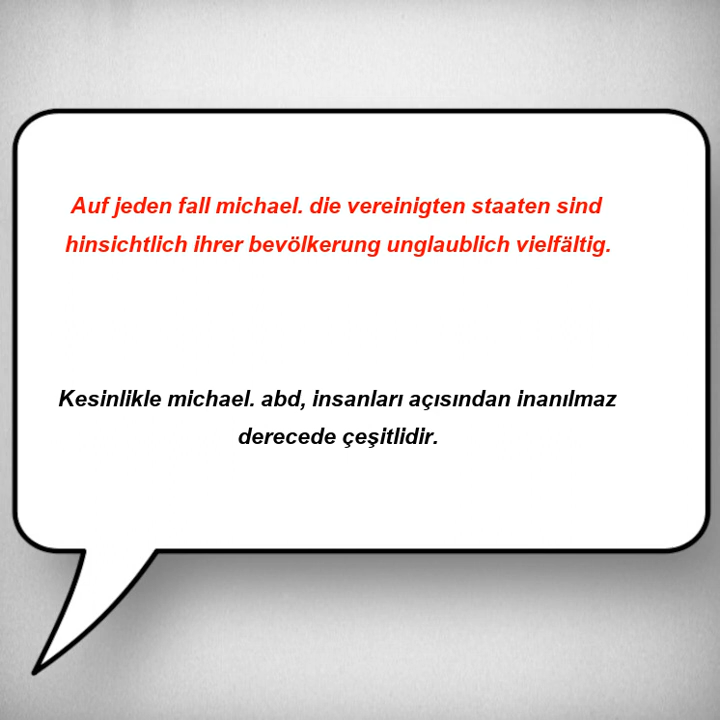 Auf jeden fall michael. die vereinigten staaten sind
hinsichtlich ihrer bevölkerung unglaublich vielfältig.
Kesinlikle michael. abd, insanları açısından inanılmaz
derecede çeşitlidir.